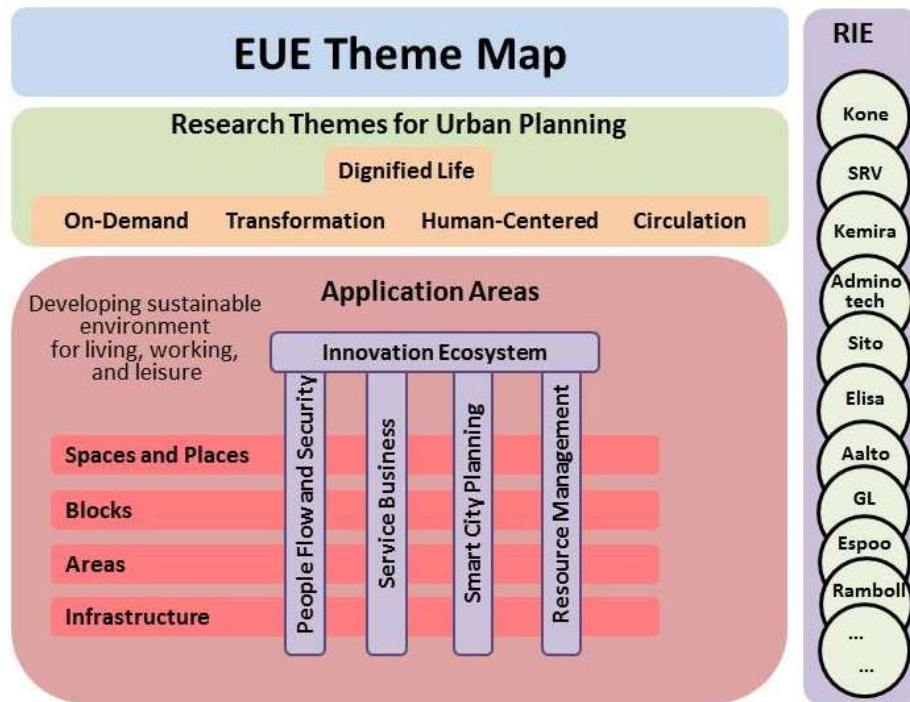 EUE Theme Map
Research Themes for Urban Planning
Dignified Life
On-Demand Transformation Human-Centered Circulation
Application Areas
Developing sustainable
environment
for living, working,
and leisure
Innovation Ecosystem
People Flow and Security
Service Business
Smart City Planning
Resource Management
Spaces and Places
Blocks
Areas
Infrastructure
RIE
Kone
SRV
Kemira
Admino
tech
Sito
Elisa
Aalto
GL
Espoo
Ramboll
...
...